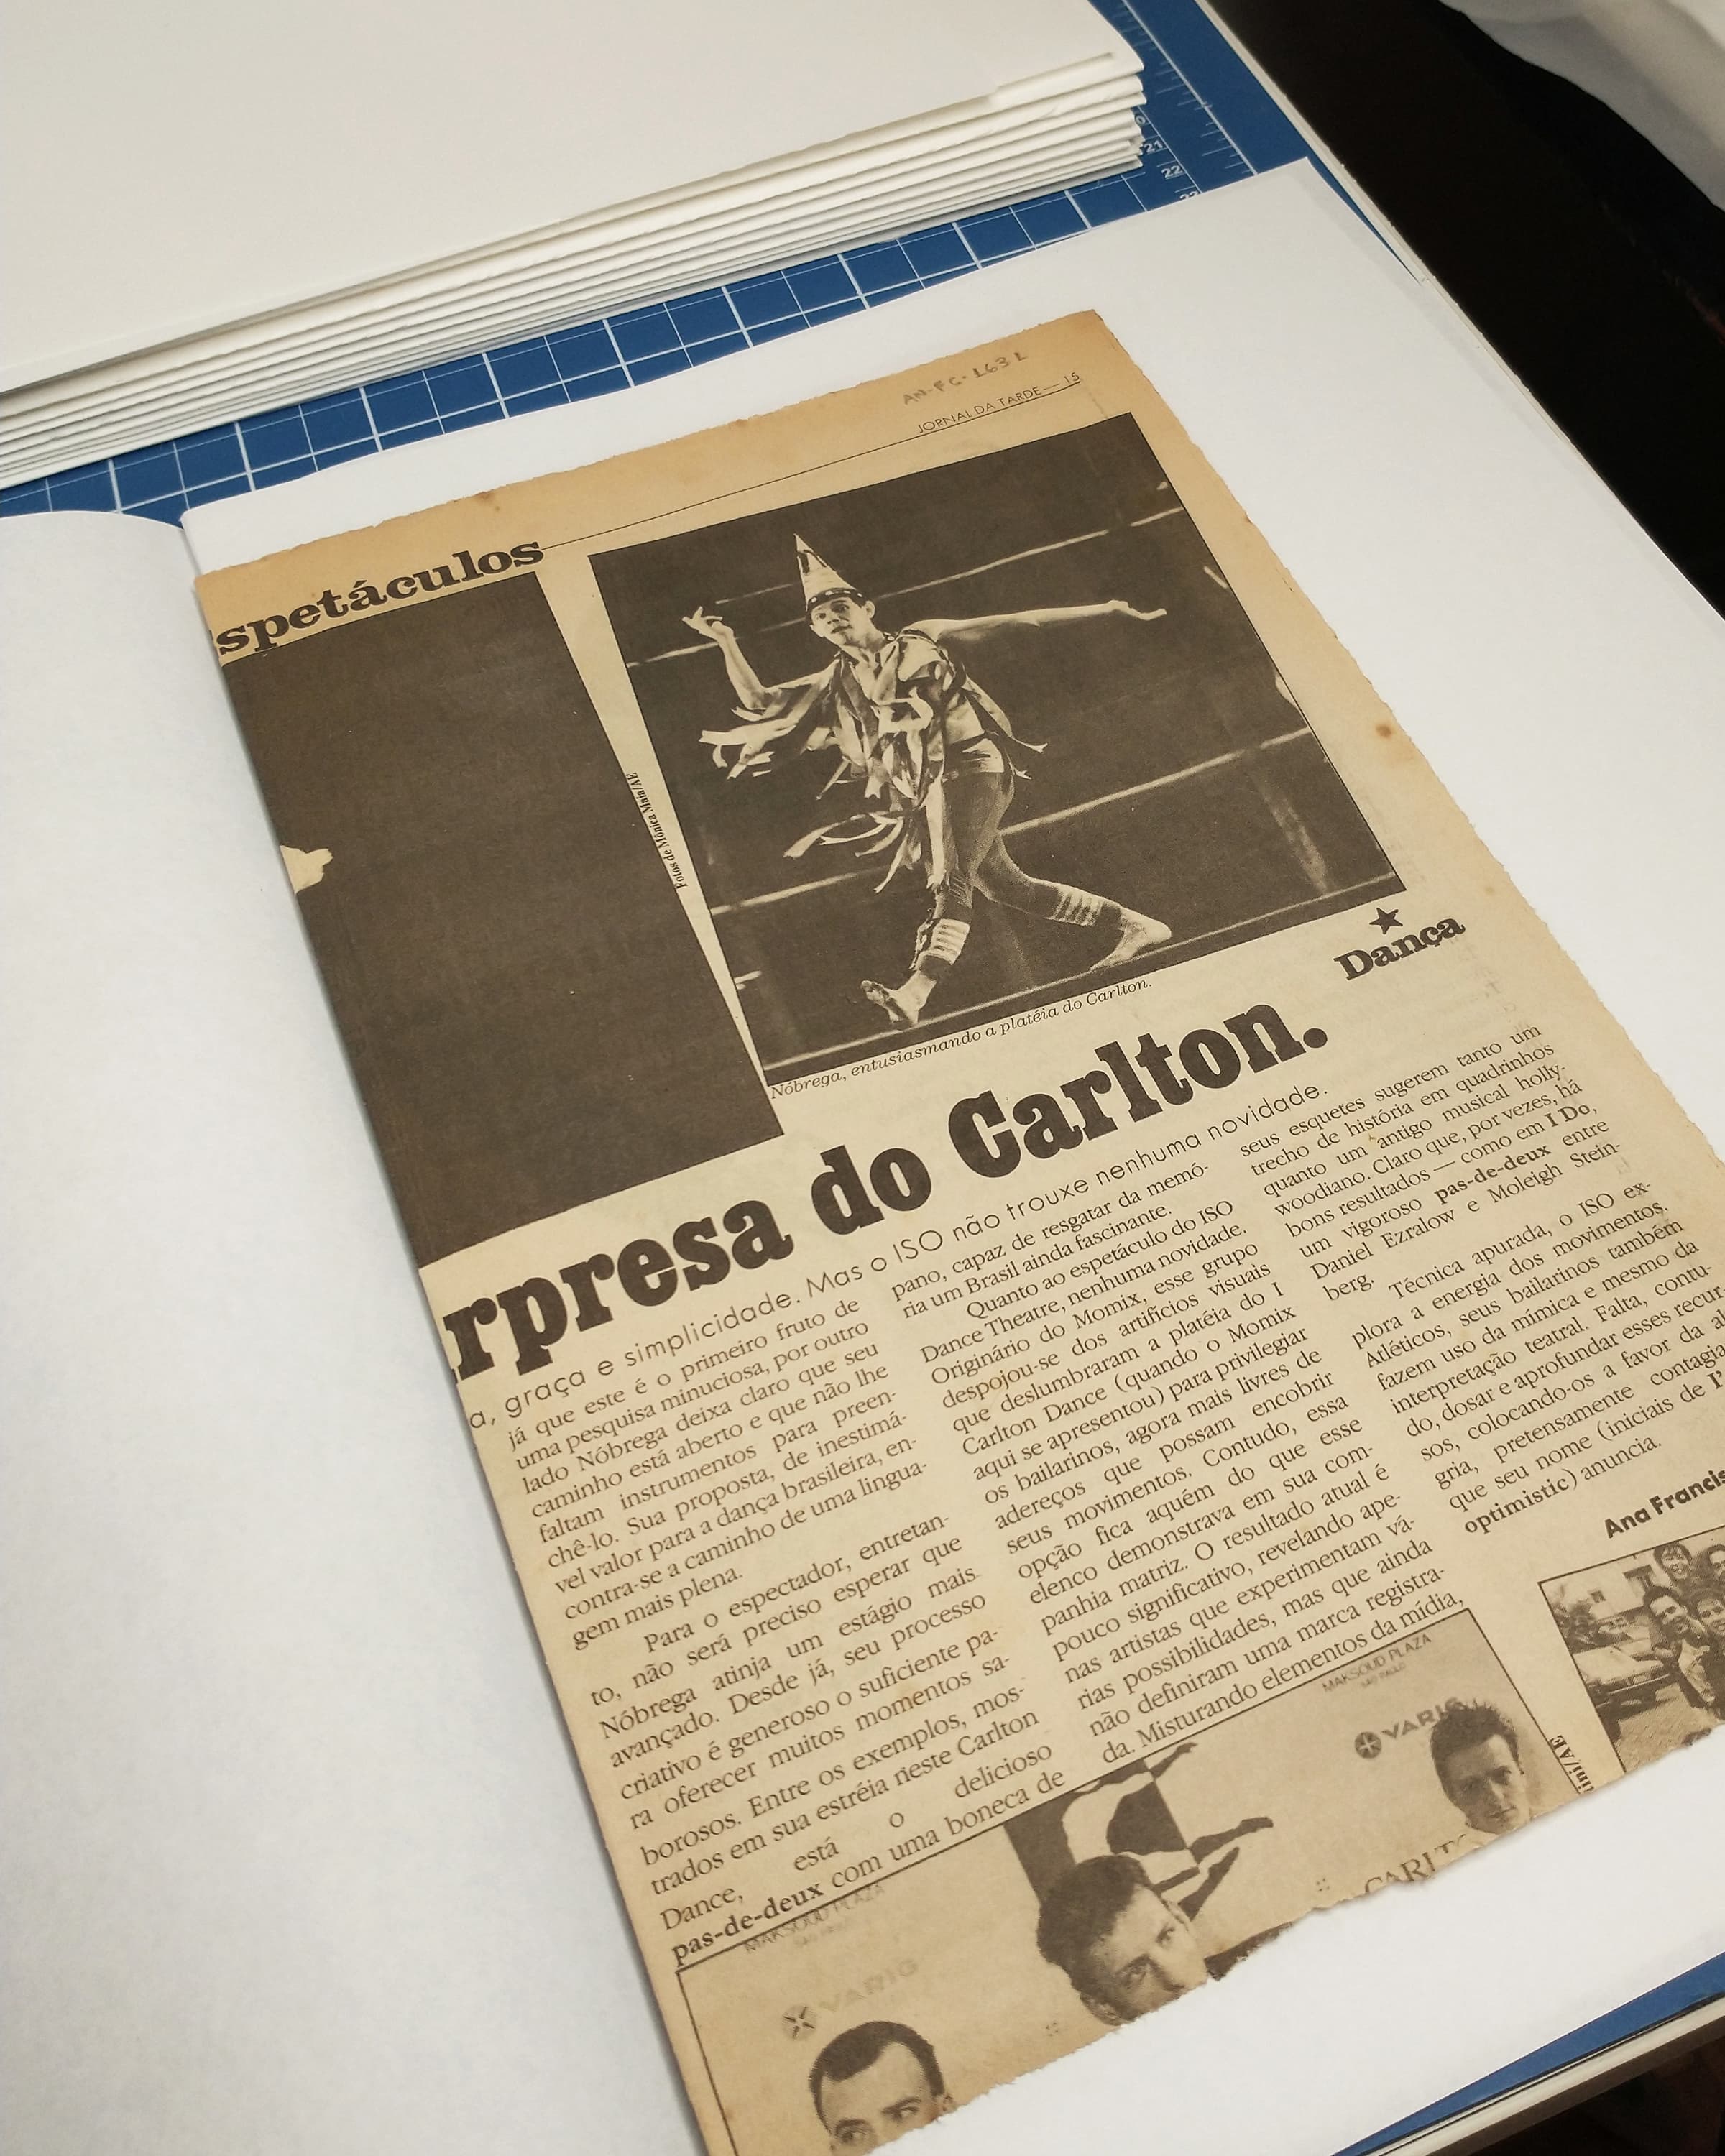 AN-FC-163 L
JORNAL DA TARDE — 15
spetáculos
Fotos de Mônica Maia/AE
Nóbrega, entusiasmando a platéia do Carlton.
Dança
rpresa do Carlton.
a, graça e simplicidade. Mas o ISO não trouxe nenhuma novidade.
já que este é o primeiro fruto de
uma pesquisa minuciosa, por outro
lado Nóbrega deixa claro que seu
caminho está aberto e que não lhe
faltam instrumentos para preen-
chê-lo. Sua proposta, de inestimá-
vel valor para a dança brasileira, en-
contra-se a caminho de uma lingua-
gem mais plena.
Para o espectador, entretan-
to, não será preciso esperar que
Nóbrega atinja um estágio mais
avançado. Desde já, seu processo
criativo é generoso o suficiente pa-
ra oferecer muitos momentos sa-
borosos. Entre os exemplos, mos-
trados em sua estréia neste Carlton
Dance, está o delicioso
pas-de-deux com uma boneca de
pano, capaz de resgatar da memó-
ria um Brasil ainda fascinante.
Quanto ao espetáculo do ISO
Dance Theatre, nenhuma novidade.
Originário do Momix, esse grupo
despojou-se dos artifícios visuais
que deslumbraram a platéia do I
Carlton Dance (quando o Momix
aqui se apresentou) para privilegiar
os bailarinos, agora mais livres de
adereços que possam encobrir
seus movimentos. Contudo, essa
opção fica aquém do que esse
elenco demonstrava em sua com-
panhia matriz. O resultado atual é
pouco significativo, revelando ape-
nas artistas que experimentam vá-
rias possibilidades, mas que ainda
não definiram uma marca registra-
da. Misturando elementos da mídia,
seus esquetes sugerem tanto um
trecho de história em quadrinhos
quanto um antigo musical holly-
woodiano. Claro que, por vezes, há
bons resultados — como em I Do,
um vigoroso pas-de-deux entre
Daniel Ezralow e Moleigh Stein-
berg.
Técnica apurada, o ISO ex-
plora a energia dos movimentos.
Atléticos, seus bailarinos também
fazem uso da mímica e mesmo da
interpretação teatral. Falta, contu-
do, dosar e aprofundar esses recur-
sos, colocando-os a favor da al
gria, pretensamente contagia
que seu nome (iniciais de I'
optimistic) anuncia.
Ana Francis
ini/AE
MAKSOUD PLAZA
SÃO PAULO
VARIG
MAKSOUD PLAZA
VARIG
CARLT
21
22